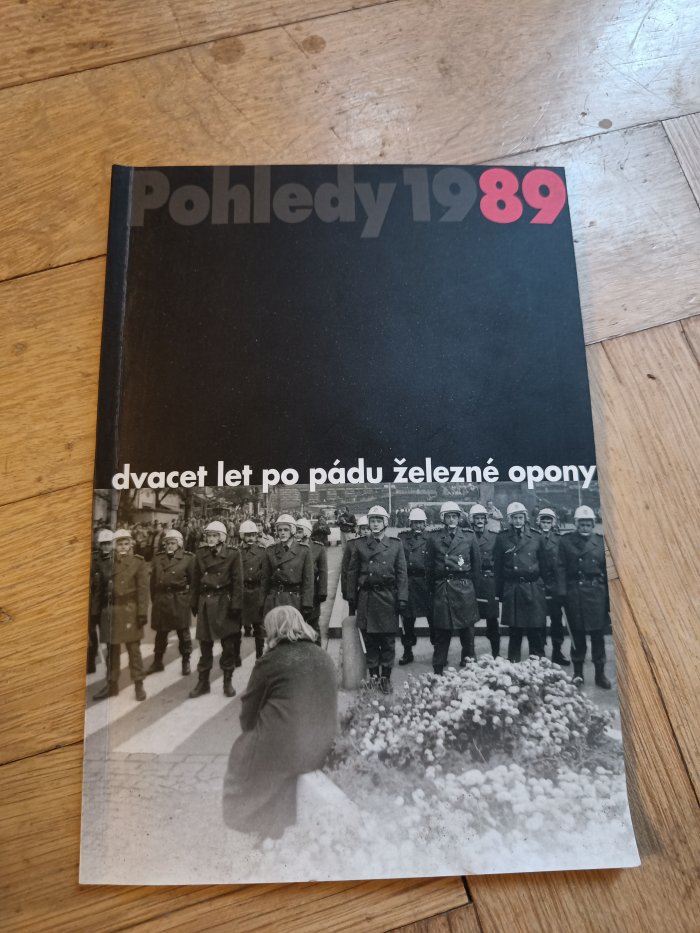 Pohledy 1989
dvacet let po pádu železné opony